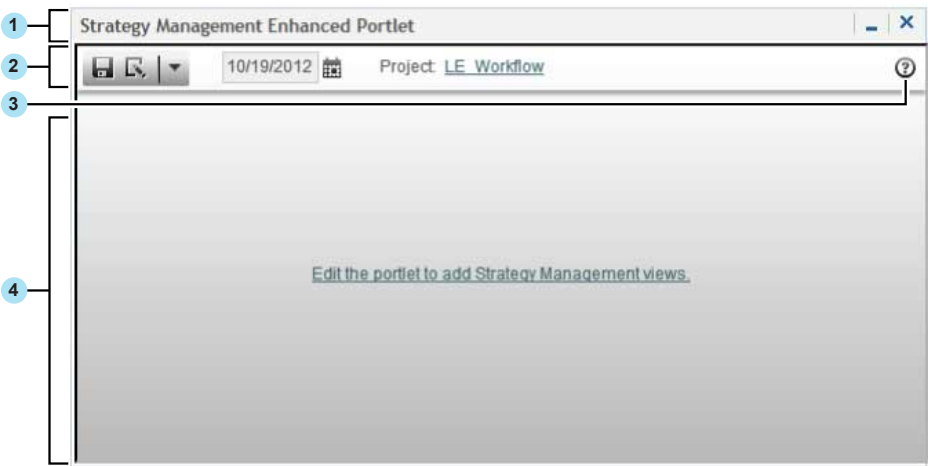 1 Strategy Management Enhanced Portlet
2 10/19/2012 Project: LE_Workflow ?
3
4 Edit the portlet to add Strategy Management views.